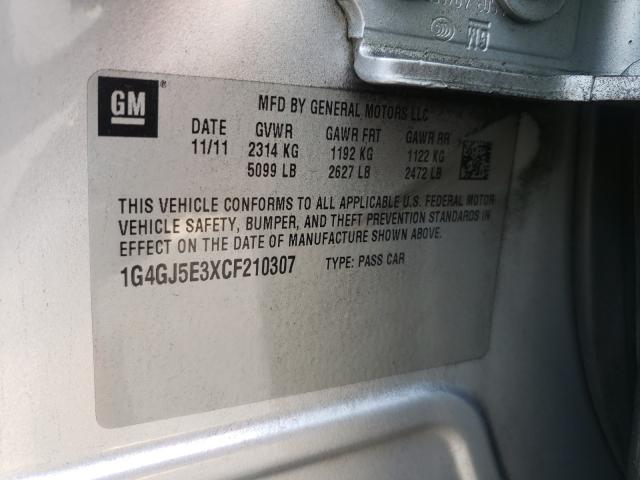 GM ®
MFD BY GENERAL MOTORS LLC
DATE GVWR GAWR FRT GAWR RR
11/11 2314 KG 1192 KG 1122 KG
5099 LB 2627 LB 2472 LB
THIS VEHICLE CONFORMS TO ALL APPLICABLE U.S. FEDERAL MOTOR
VEHICLE SAFETY, BUMPER, AND THEFT PREVENTION STANDARDS IN
EFFECT ON THE DATE OF MANUFACTURE SHOWN ABOVE.
1G4GJ5E3XCF210307 TYPE: PASS CAR